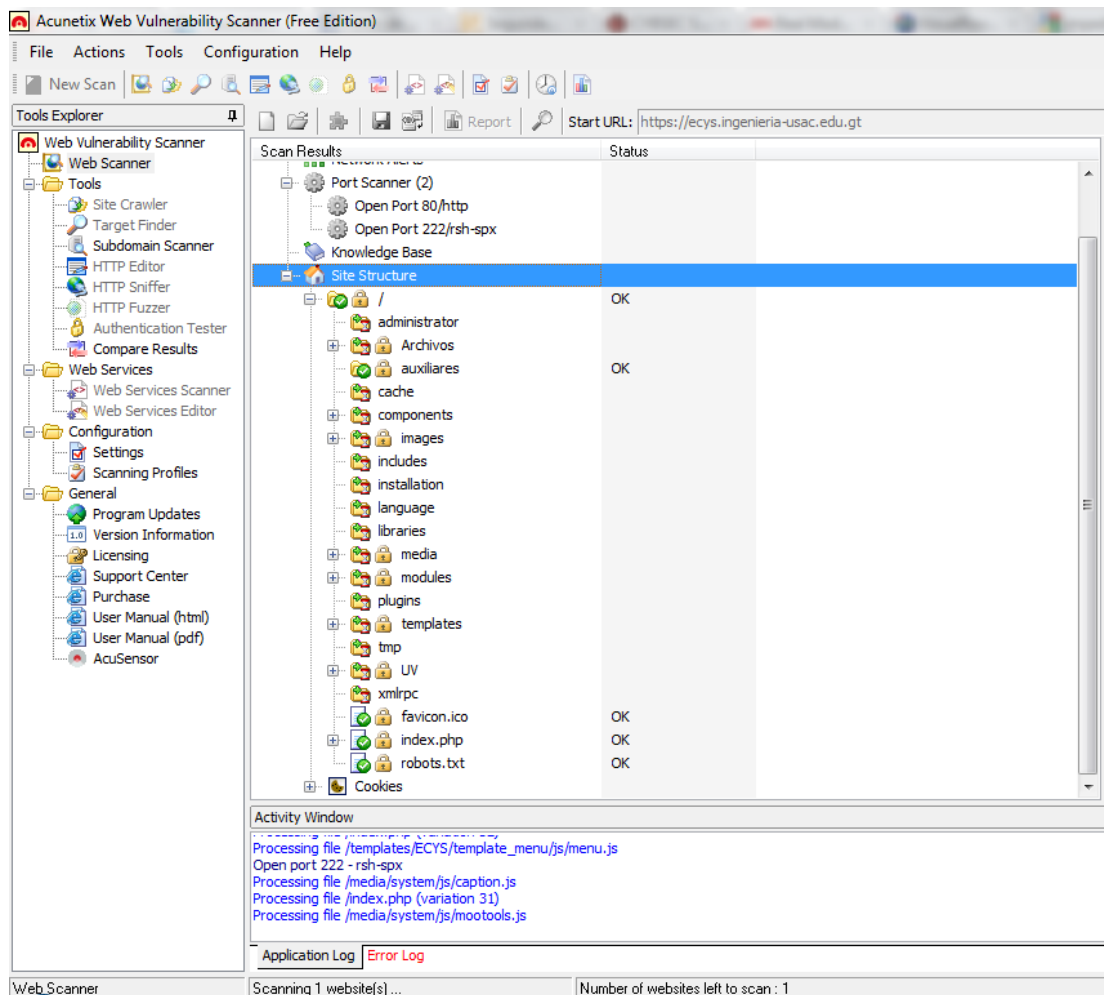 Acunetix Web Vulnerability Scanner (Free Edition)
File Actions Tools Configuration Help
New Scan
Tools Explorer
Report
Start URL: https://ecys.ingenieria-usac.edu.gt
Web Vulnerability Scanner
Web Scanner
Tools
Site Crawler
Target Finder
Subdomain Scanner
HTTP Editor
HTTP Sniffer
HTTP Fuzzer
Authentication Tester
Compare Results
Web Services
Web Services Scanner
Web Services Editor
Configuration
Settings
Scanning Profiles
General
Program Updates
1.0 Version Information
Licensing
Support Center
Purchase
User Manual (html)
User Manual (pdf)
AcuSensor
Scan Results Status
Network Alerts
Port Scanner (2)
Open Port 80/http
Open Port 222/rsh-spx
Knowledge Base
Site Structure
/ OK
administrator
Archivos
auxiliares OK
cache
components
images
includes
installation
language
libraries
media
modules
plugins
templates
tmp
UV
xmlrpc
favicon.ico OK
index.php OK
robots.txt OK
Cookies
Activity Window
Processing file /templates/ECYS/template_menu/js/menu.js
Open port 222 - rsh-spx
Processing file /media/system/js/caption.js
Processing file /index.php (variation 31)
Processing file /media/system/js/mootools.js
Application Log Error Log
Web Scanner Scanning 1 website(s) ... Number of websites left to scan : 1